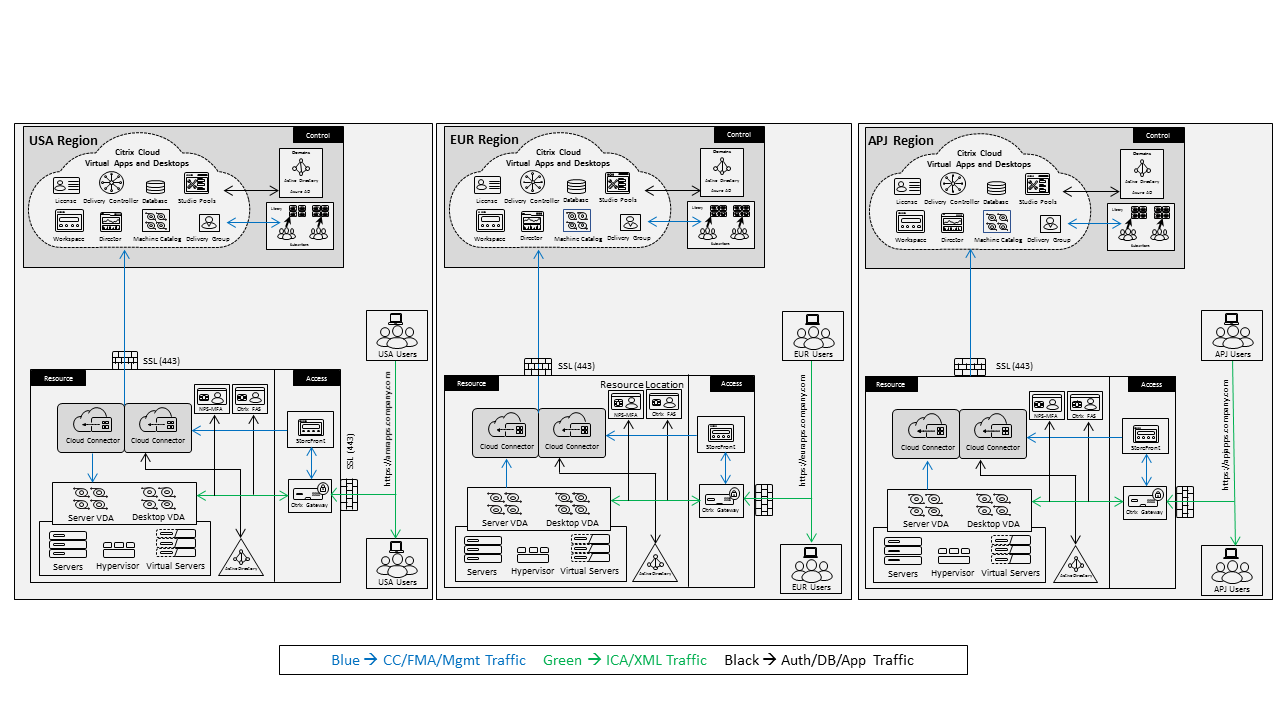 USA Region
Control
Citrix Cloud
Virtual Apps and Desktops
License
Delivery Controller
Database
Studio Pools
Workspace
Director
Machine Catalog
Delivery Group
Domains
Active Directory
Azure AD
Library
Subscribers
SSL (443)
USA Users
https://amrapps.company.com
Resource
Access
NPS-MFA
Citrix FAS
Cloud Connector
Cloud Connector
StoreFront
SSL (443)
Citrix Gateway
Server VDA
Desktop VDA
Servers
Hypervisor
Virtual Servers
Active Directory
USA Users
EUR Region
Control
Citrix Cloud
Virtual Apps and Desktops
License
Delivery Controller
Database
Studio Pools
Workspace
Director
Machine Catalog
Delivery Group
Domains
Active Directory
Azure AD
Library
Subscribers
SSL (443)
EUR Users
https://eurapps.company.com
Resource
Resource Location
Access
NPS-MFA
Citrix FAS
Cloud Connector
Cloud Connector
StoreFront
Citrix Gateway
Server VDA
Desktop VDA
Servers
Hypervisor
Virtual Servers
Active Directory
EUR Users
APJ Region
Control
Citrix Cloud
Virtual Apps and Desktops
License
Delivery Controller
Database
Studio Pools
Workspace
Director
Machine Catalog
Delivery Group
Domains
Active Directory
Azure AD
Library
Subscribers
SSL (443)
APJ Users
https://apjapps.company.com
Resource
Access
NPS-MFA
Citrix FAS
Cloud Connector
Cloud Connector
StoreFront
Citrix Gateway
Server VDA
Desktop VDA
Servers
Hypervisor
Virtual Servers
Active Directory
APJ Users
Blue → CC/FMA/Mgmt Traffic Green → ICA/XML Traffic Black → Auth/DB/App Traffic